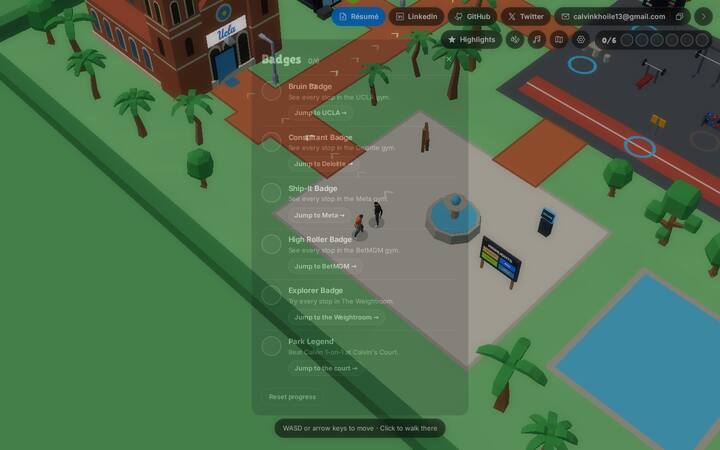 Résumé
LinkedIn
GitHub
Twitter
calvinkhoile13@gmail.com
Highlights
0/6
Ucla
Badges 0/6
Bruin Badge
See every stop in the UCLA gym.
Jump to UCLA →
Consultant Badge
See every stop in the Deloitte gym.
Jump to Deloitte →
Ship-It Badge
See every stop in the Meta gym.
Jump to Meta →
High Roller Badge
See every stop in the BetMGM gym.
Jump to BetMGM →
Explorer Badge
Try every stop in The Weightroom.
Jump to the Weightroom →
Park Legend
Beat Calvin 1-on-1 at Calvin's Court.
Jump to the court →
Reset progress
WASD or arrow keys to move · Click to walk there